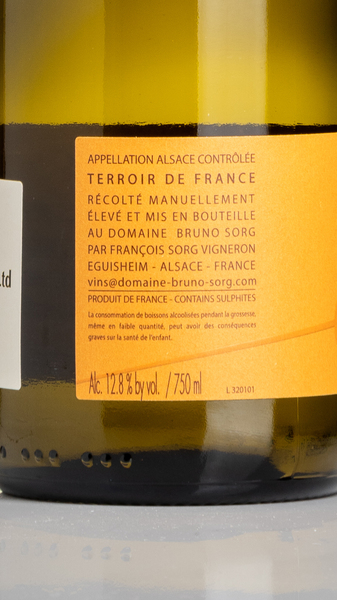 APPELLATION ALSACE CONTRÔLÉE
TERROIR DE FRANCE
RÉCOLTÉ MANUELLEMENT
ÉLEVÉ ET MIS EN BOUTEILLE
AU DOMAINE BRUNO SORG
PAR FRANÇOIS SORG VIGNERON
EGUISHEIM - ALSACE - FRANCE
vins@domaine-bruno-sorg.com
PRODUIT DE FRANCE - CONTAINS SULPHITES
La consommation de boissons alcoolisées pendant la grossesse,
même en faible quantité, peut avoir des conséquences
graves sur la santé de l'enfant.
Alc. 12.8 % by vol. / 750 ml
L 320101
td